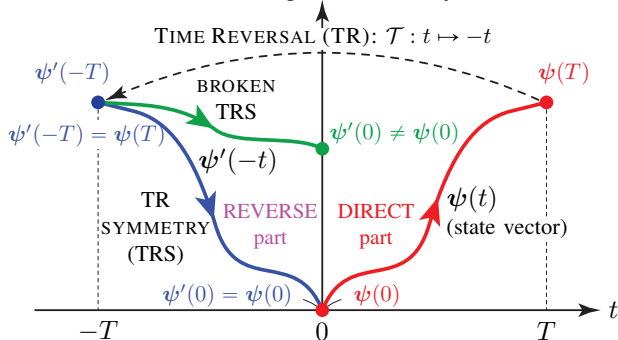 TIME REVERSAL (TR): 𝒯 : t ↦ −t
ψ′(−T)
ψ(T)
BROKEN
TRS
ψ′(−T) = ψ(T)
ψ′(0) ≠ ψ(0)
ψ′(−t)
TR
SYMMETRY
(TRS)
REVERSE
part
DIRECT
part
ψ(t)
(state vector)
ψ′(0) = ψ(0)
ψ(0)
t
−T
0
T